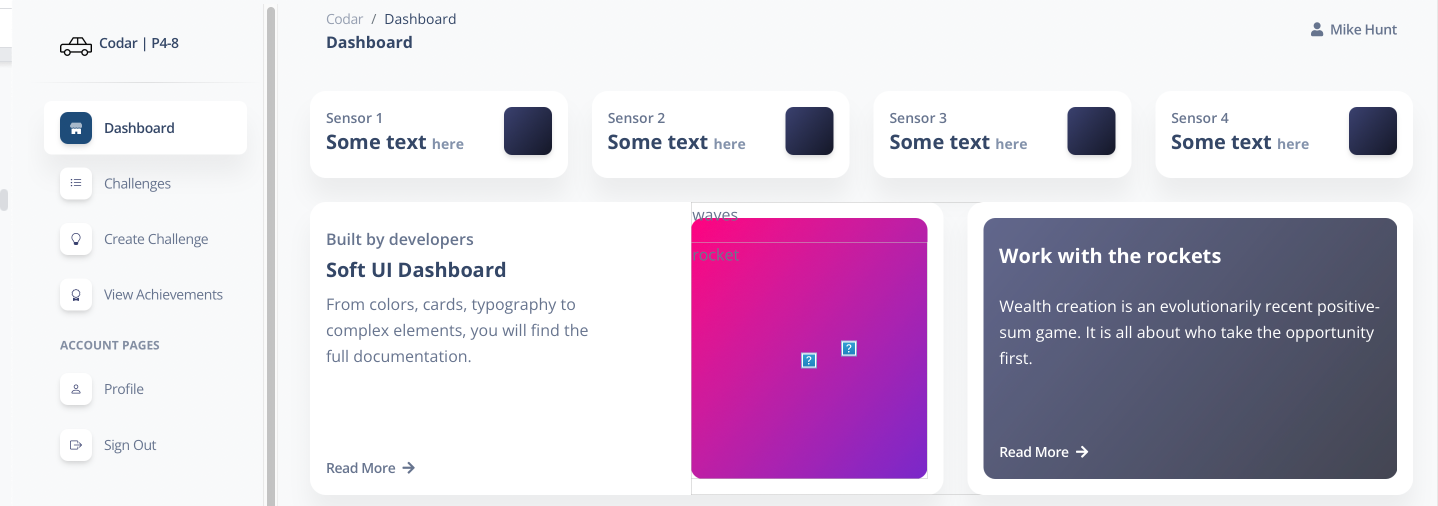 Codar | P4-8
Dashboard
Challenges
Create Challenge
View Achievements
ACCOUNT PAGES
Profile
Sign Out
Codar / Dashboard
Dashboard
Mike Hunt
Sensor 1
Some text here
Sensor 2
Some text here
Sensor 3
Some text here
Sensor 4
Some text here
Built by developers
Soft UI Dashboard
From colors, cards, typography to
complex elements, you will find the
full documentation.
Read More
waves
rocket
?
?
Work with the rockets
Wealth creation is an evolutionarily recent positive-
sum game. It is all about who take the opportunity
first.
Read More